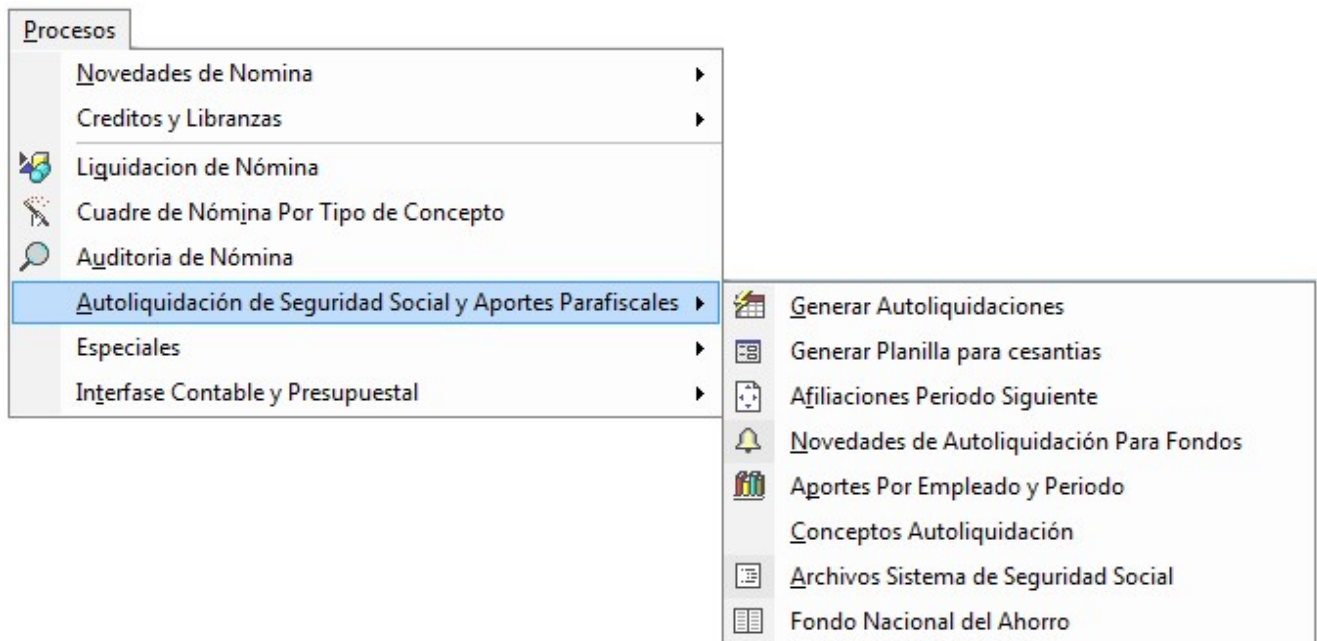 Procesos
Novedades de Nomina
Creditos y Libranzas
Liquidacion de Nómina
Cuadre de Nómina Por Tipo de Concepto
Auditoria de Nómina
Autoliquidación de Seguridad Social y Aportes Parafiscales
Especiales
Interfase Contable y Presupuestal
Generar Autoliquidaciones
Generar Planilla para cesantias
Afiliaciones Periodo Siguiente
Novedades de Autoliquidación Para Fondos
Aportes Por Empleado y Periodo
Conceptos Autoliquidación
Archivos Sistema de Seguridad Social
Fondo Nacional del Ahorro